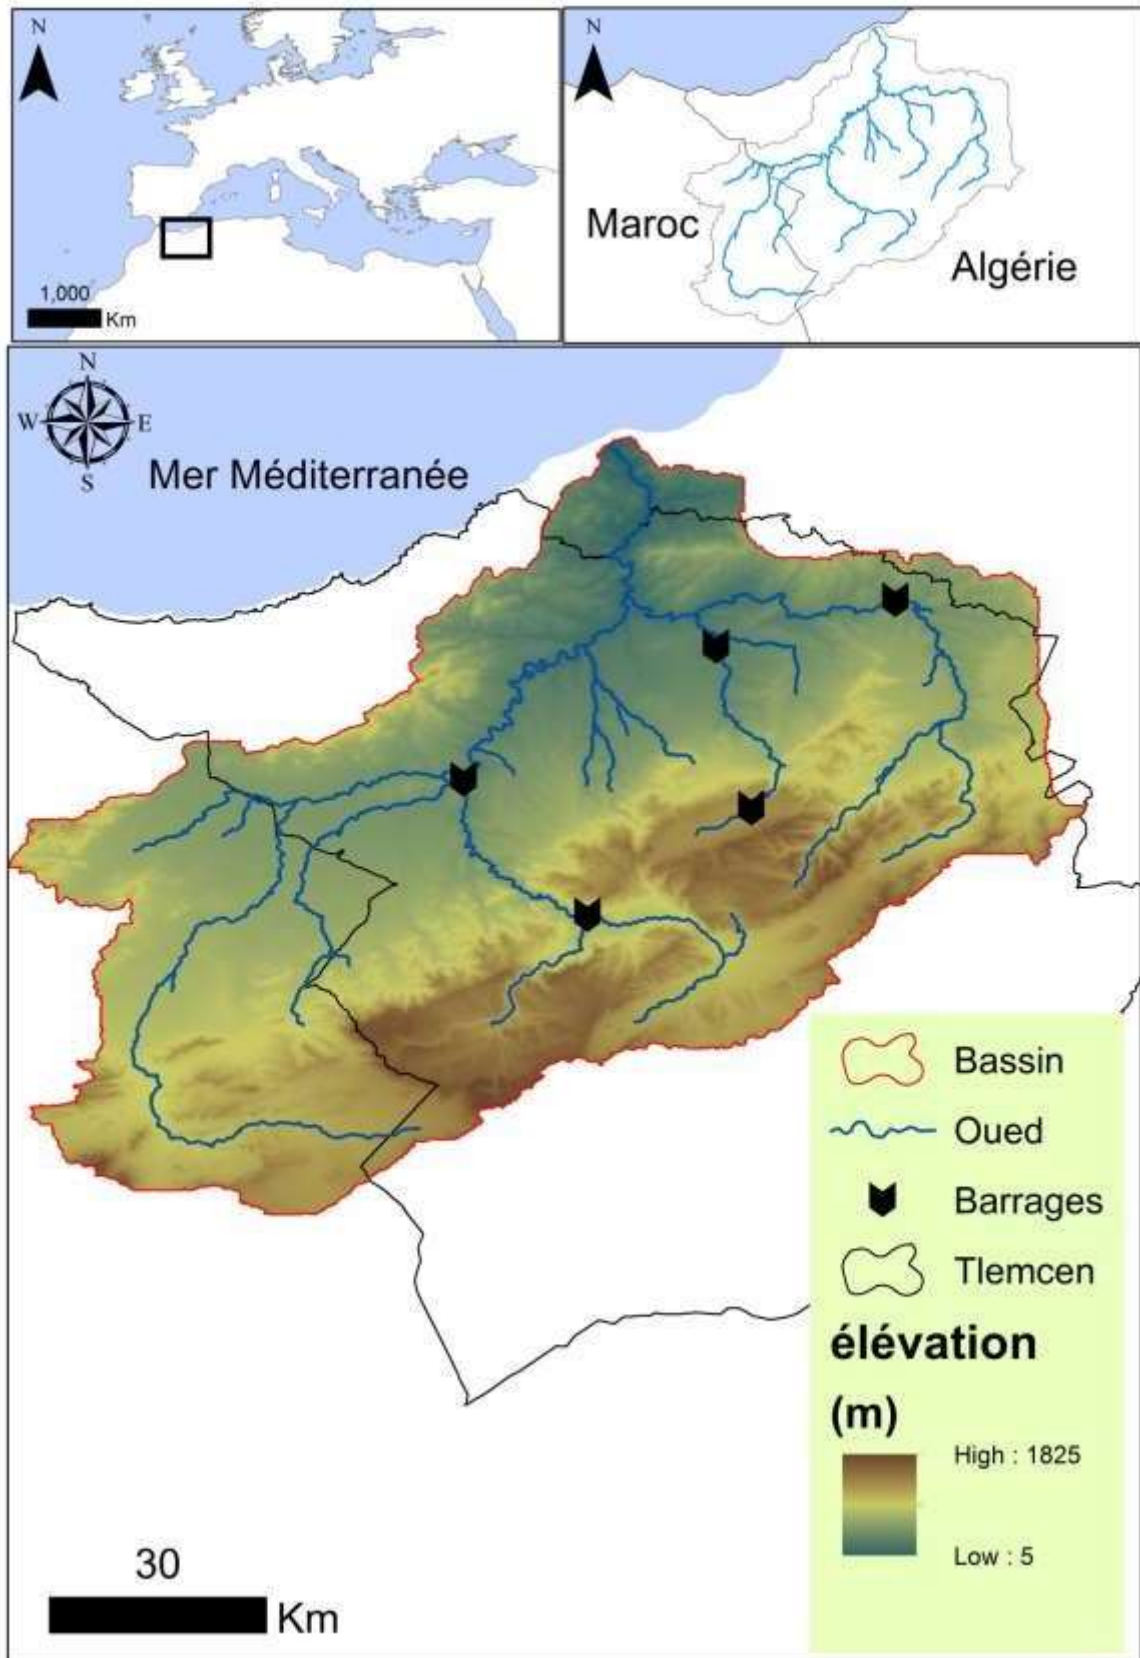 N
1,000
Km
N
Maroc
Algérie
N
W E
S
Mer Méditerranée
Bassin
Oued
Barrages
Tlemcen
élévation
(m)
High : 1825
Low : 5
30
Km